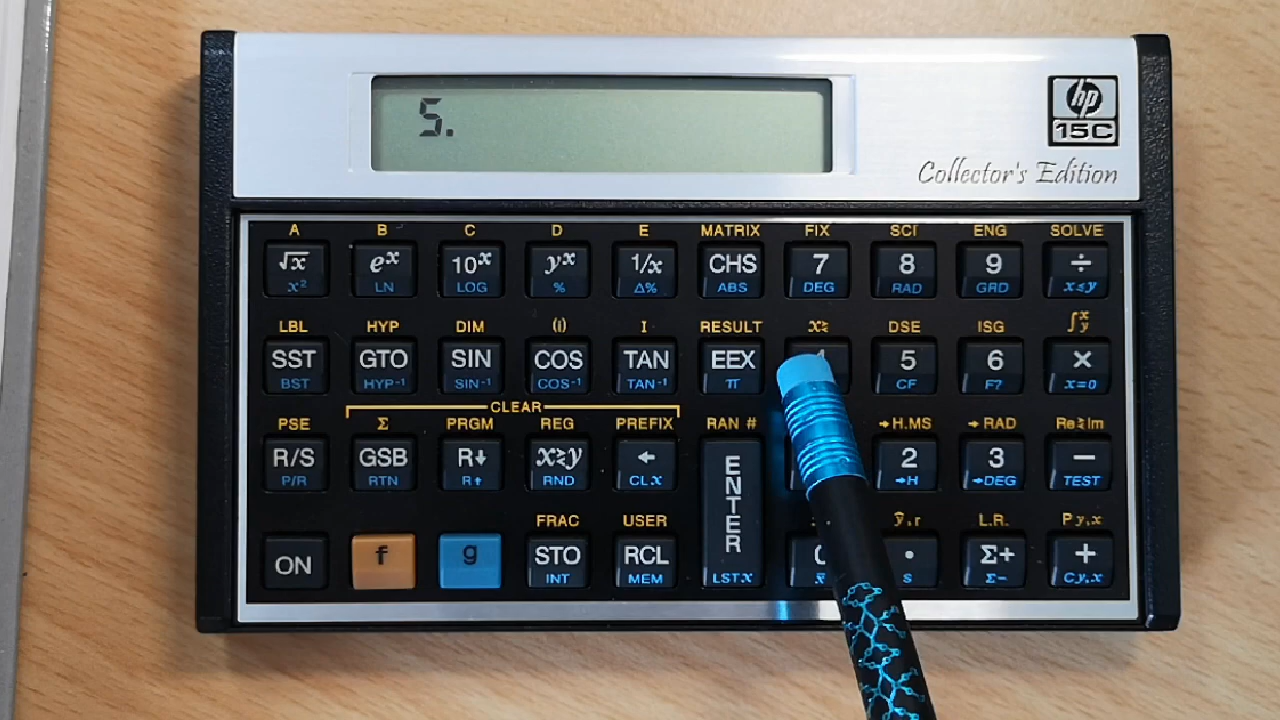 5.
hp
15C
Collector's Edition
A B C D E MATRIX FIX SCI ENG SOLVE
√x eˣ 10ˣ yˣ 1/x CHS 7 8 9 ÷
x² LN LOG % Δ% ABS DEG RAD GRD x≤y
LBL HYP DIM (i) I RESULT x≷ DSE ISG ∫xy
SST GTO SIN COS TAN EEX 5 6 ×
BST HYP⁻¹ SIN⁻¹ COS⁻¹ TAN⁻¹ π CF F? x=0
CLEAR
PSE Σ PRGM REG PREFIX RAN # →H.MS →RAD Re≷Im
R/S GSB R↓ x≷y ← ENTER 2 3 −
P/R RTN R↑ RND CLx →H →DEG TEST
FRAC USER ŷ,r L.R. Py,x
ON f g STO RCL · Σ+ +
INT MEM LSTx s Σ− Cy,x